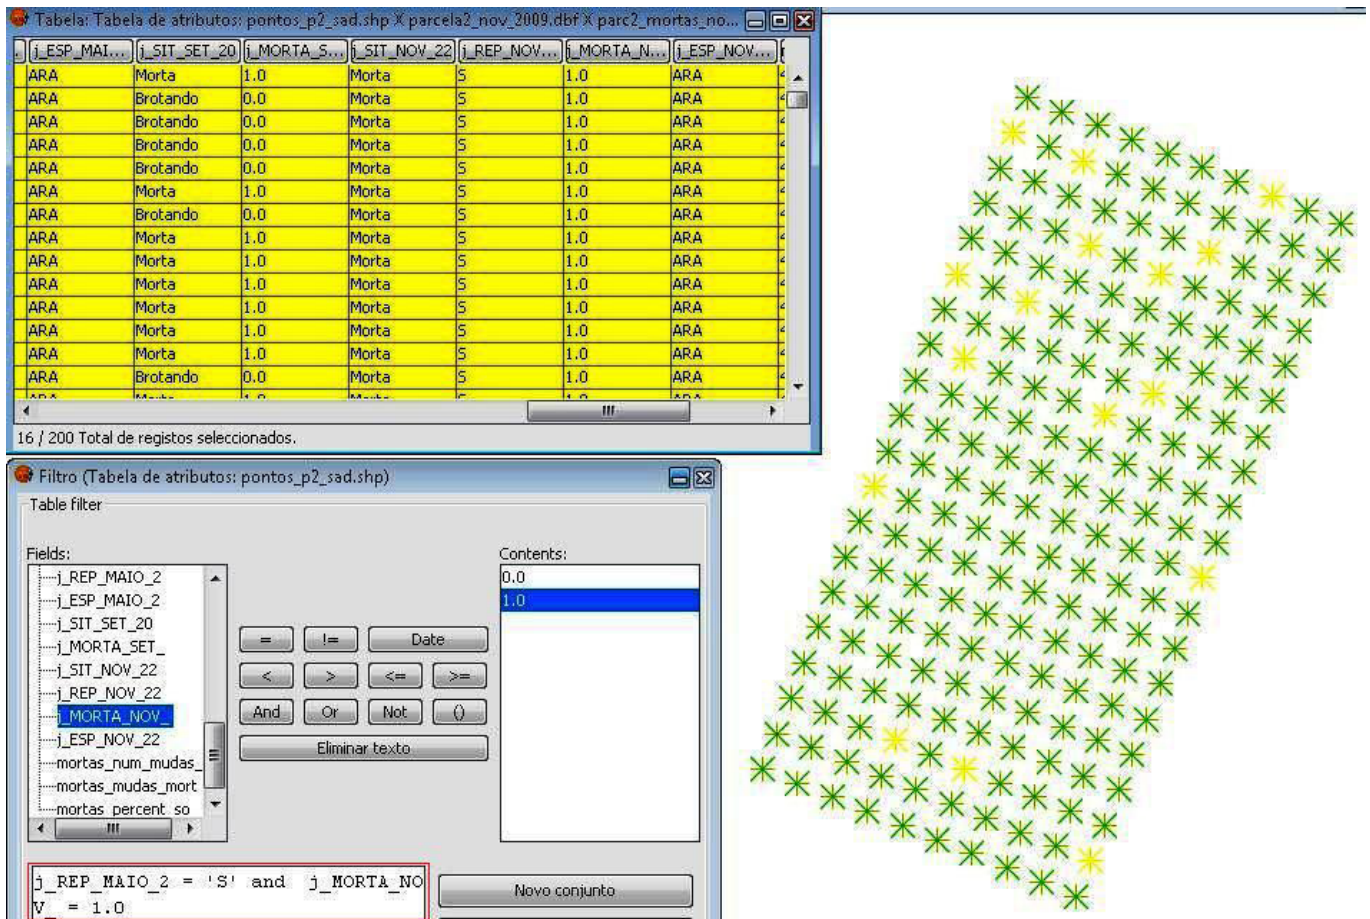 Tabela: Tabela de atributos: pontos_p2_sad.shp X parcela2_nov_2009.dbf X parc2_mortas_no...
j_ESP_MAI... j_SIT_SET_20 j_MORTA_S... j_SIT_NOV_22 j_REP_NOV... j_MORTA_N... j_ESP_NOV...
ARA Morta 1.0 Morta S 1.0 ARA
ARA Brotando 0.0 Morta S 1.0 ARA
ARA Brotando 0.0 Morta S 1.0 ARA
ARA Brotando 0.0 Morta S 1.0 ARA
ARA Brotando 0.0 Morta S 1.0 ARA
ARA Morta 1.0 Morta S 1.0 ARA
ARA Brotando 0.0 Morta S 1.0 ARA
ARA Morta 1.0 Morta S 1.0 ARA
ARA Morta 1.0 Morta S 1.0 ARA
ARA Morta 1.0 Morta S 1.0 ARA
ARA Morta 1.0 Morta S 1.0 ARA
ARA Morta 1.0 Morta S 1.0 ARA
ARA Morta 1.0 Morta S 1.0 ARA
ARA Brotando 0.0 Morta S 1.0 ARA
16 / 200 Total de registos seleccionados.
Filtro (Tabela de atributos: pontos_p2_sad.shp)
Table filter
Fields:
j_REP_MAIO_2
j_ESP_MAIO_2
j_SIT_SET_20
j_MORTA_SET_
j_SIT_NOV_22
j_REP_NOV_22
j_MORTA_NOV_
j_ESP_NOV_22
mortas_num_mudas_
mortas_mudas_mort
mortas_percent_so
= != Date
< > <= >=
And Or Not ()
Eliminar texto
Contents:
0.0
1.0
j_REP_MAIO_2 = 'S' and j_MORTA_NO
V_ = 1.0
Novo conjunto